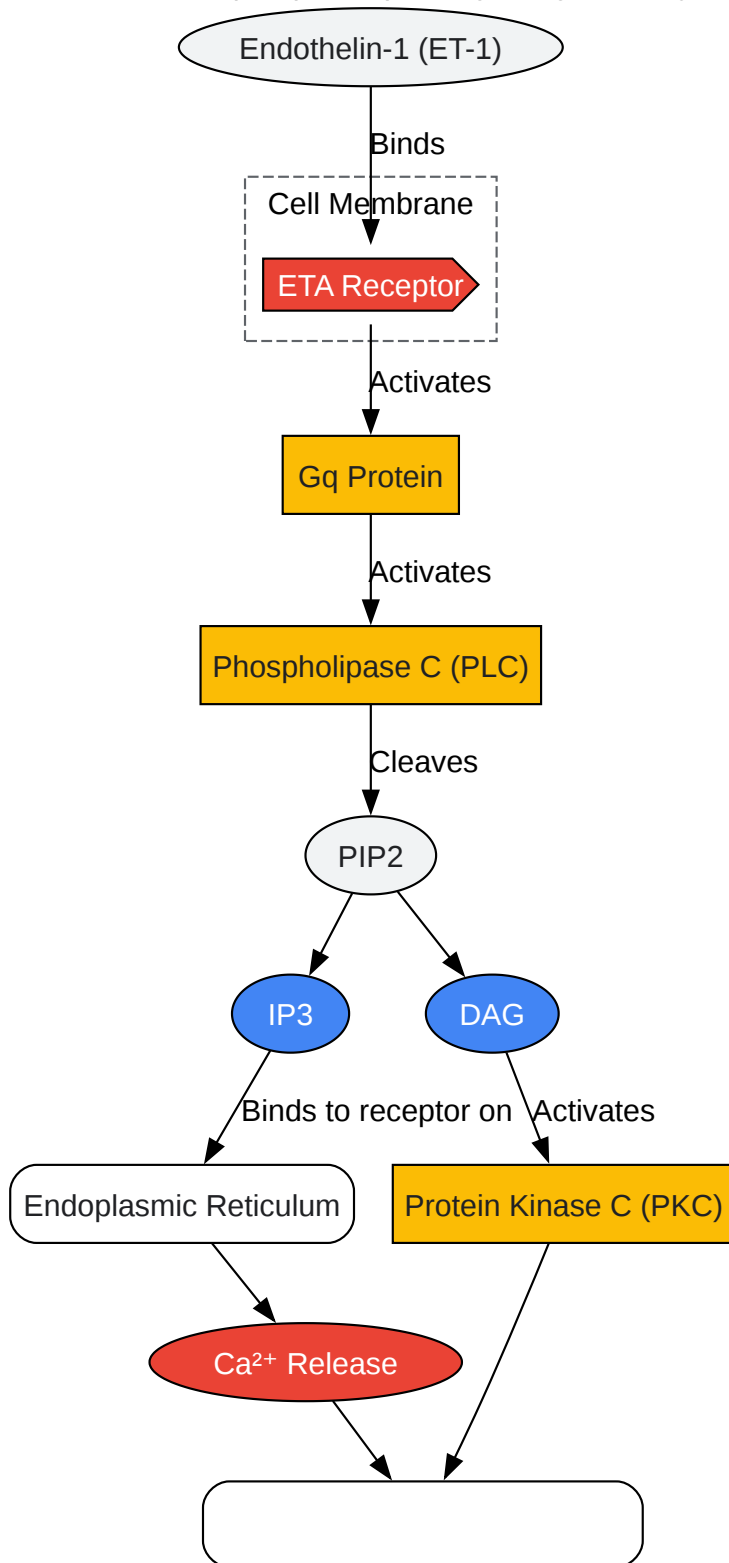 Endothelin-1 (ET-1)
Binds
Cell Membrane
ETA Receptor
Activates
Gq Protein
Activates
Phospholipase C (PLC)
Cleaves
PIP2
IP3
DAG
Binds to receptor on
Activates
Endoplasmic Reticulum
Protein Kinase C (PKC)
Ca²⁺ Release